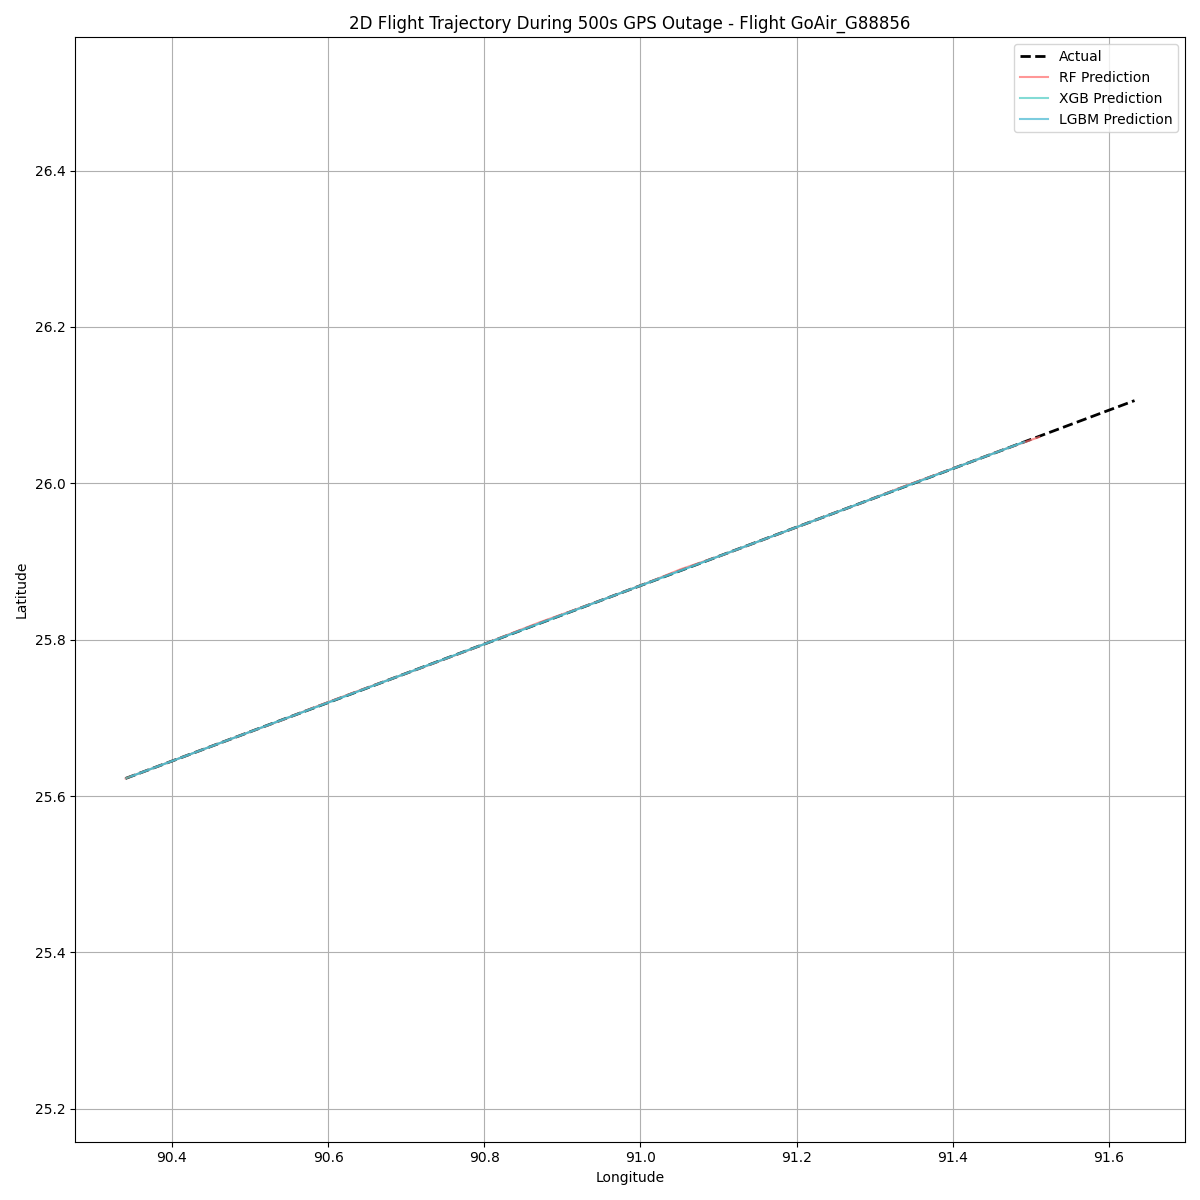 2D Flight Trajectory During 500s GPS Outage - Flight GoAir_G88856
Actual
RF Prediction
XGB Prediction
LGBM Prediction
26.4
26.2
26.0
25.8
25.6
25.4
25.2
Latitude
90.4
90.6
90.8
91.0
91.2
91.4
91.6
Longitude